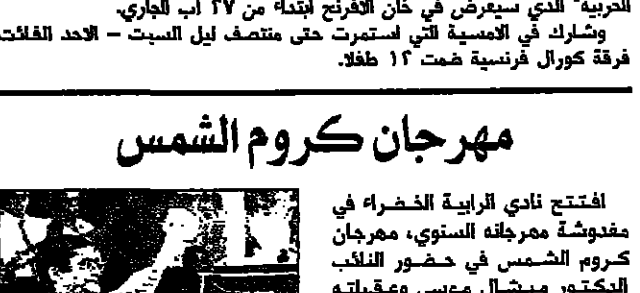 الحربية" الذي سيعرض في خان الافرنج ابتداء من ٢٧ آب الجاري.
وشارك في الامسية التي استمرت حتى منتصف ليل السبت – الاحد الفائت
فرقة كورال فرنسية ضمت ١٢ طفلا.
مهرجان كروم الشمس
افتتح نادي الرابية الخضراء في
مغدوشة مهرجانه السنوي، مهرجان
كروم الشمس في حضور النائب
الدكتور ميشال موسى وعقيلته